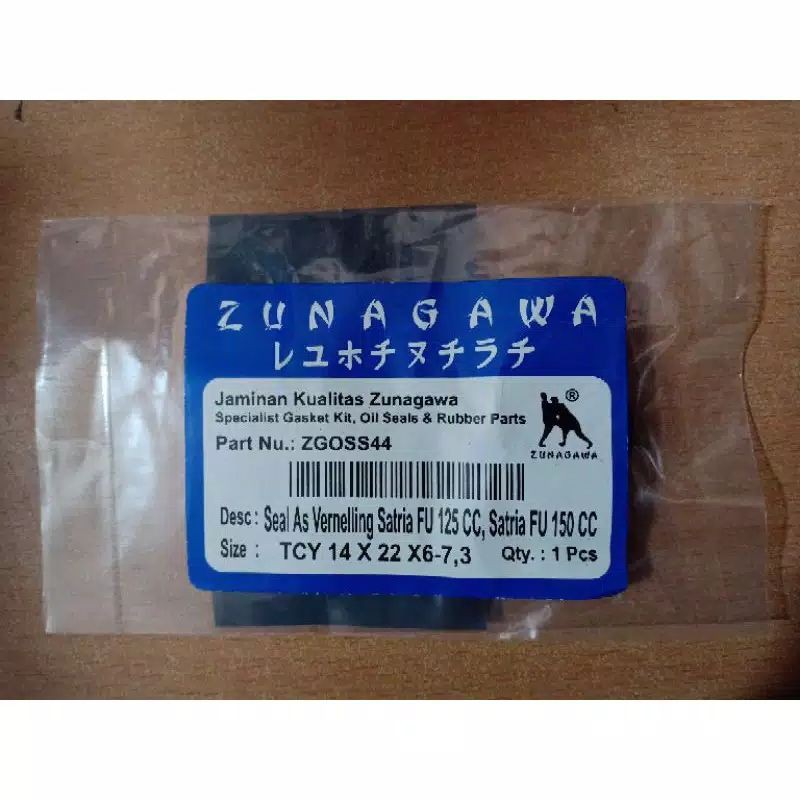 ZUNAGAWA
レユホチヌチラチ
Jaminan Kualitas Zunagawa
Specialist Gasket Kit, Oil Seals & Rubber Parts
®
ZUNAGAWA
Part Nu.: ZGOSS44
Desc : Seal As Vernelling Satria FU 125 CC, Satria FU 150 CC
Size : TCY 14 X 22 X6-7,3 Qty. : 1 Pcs